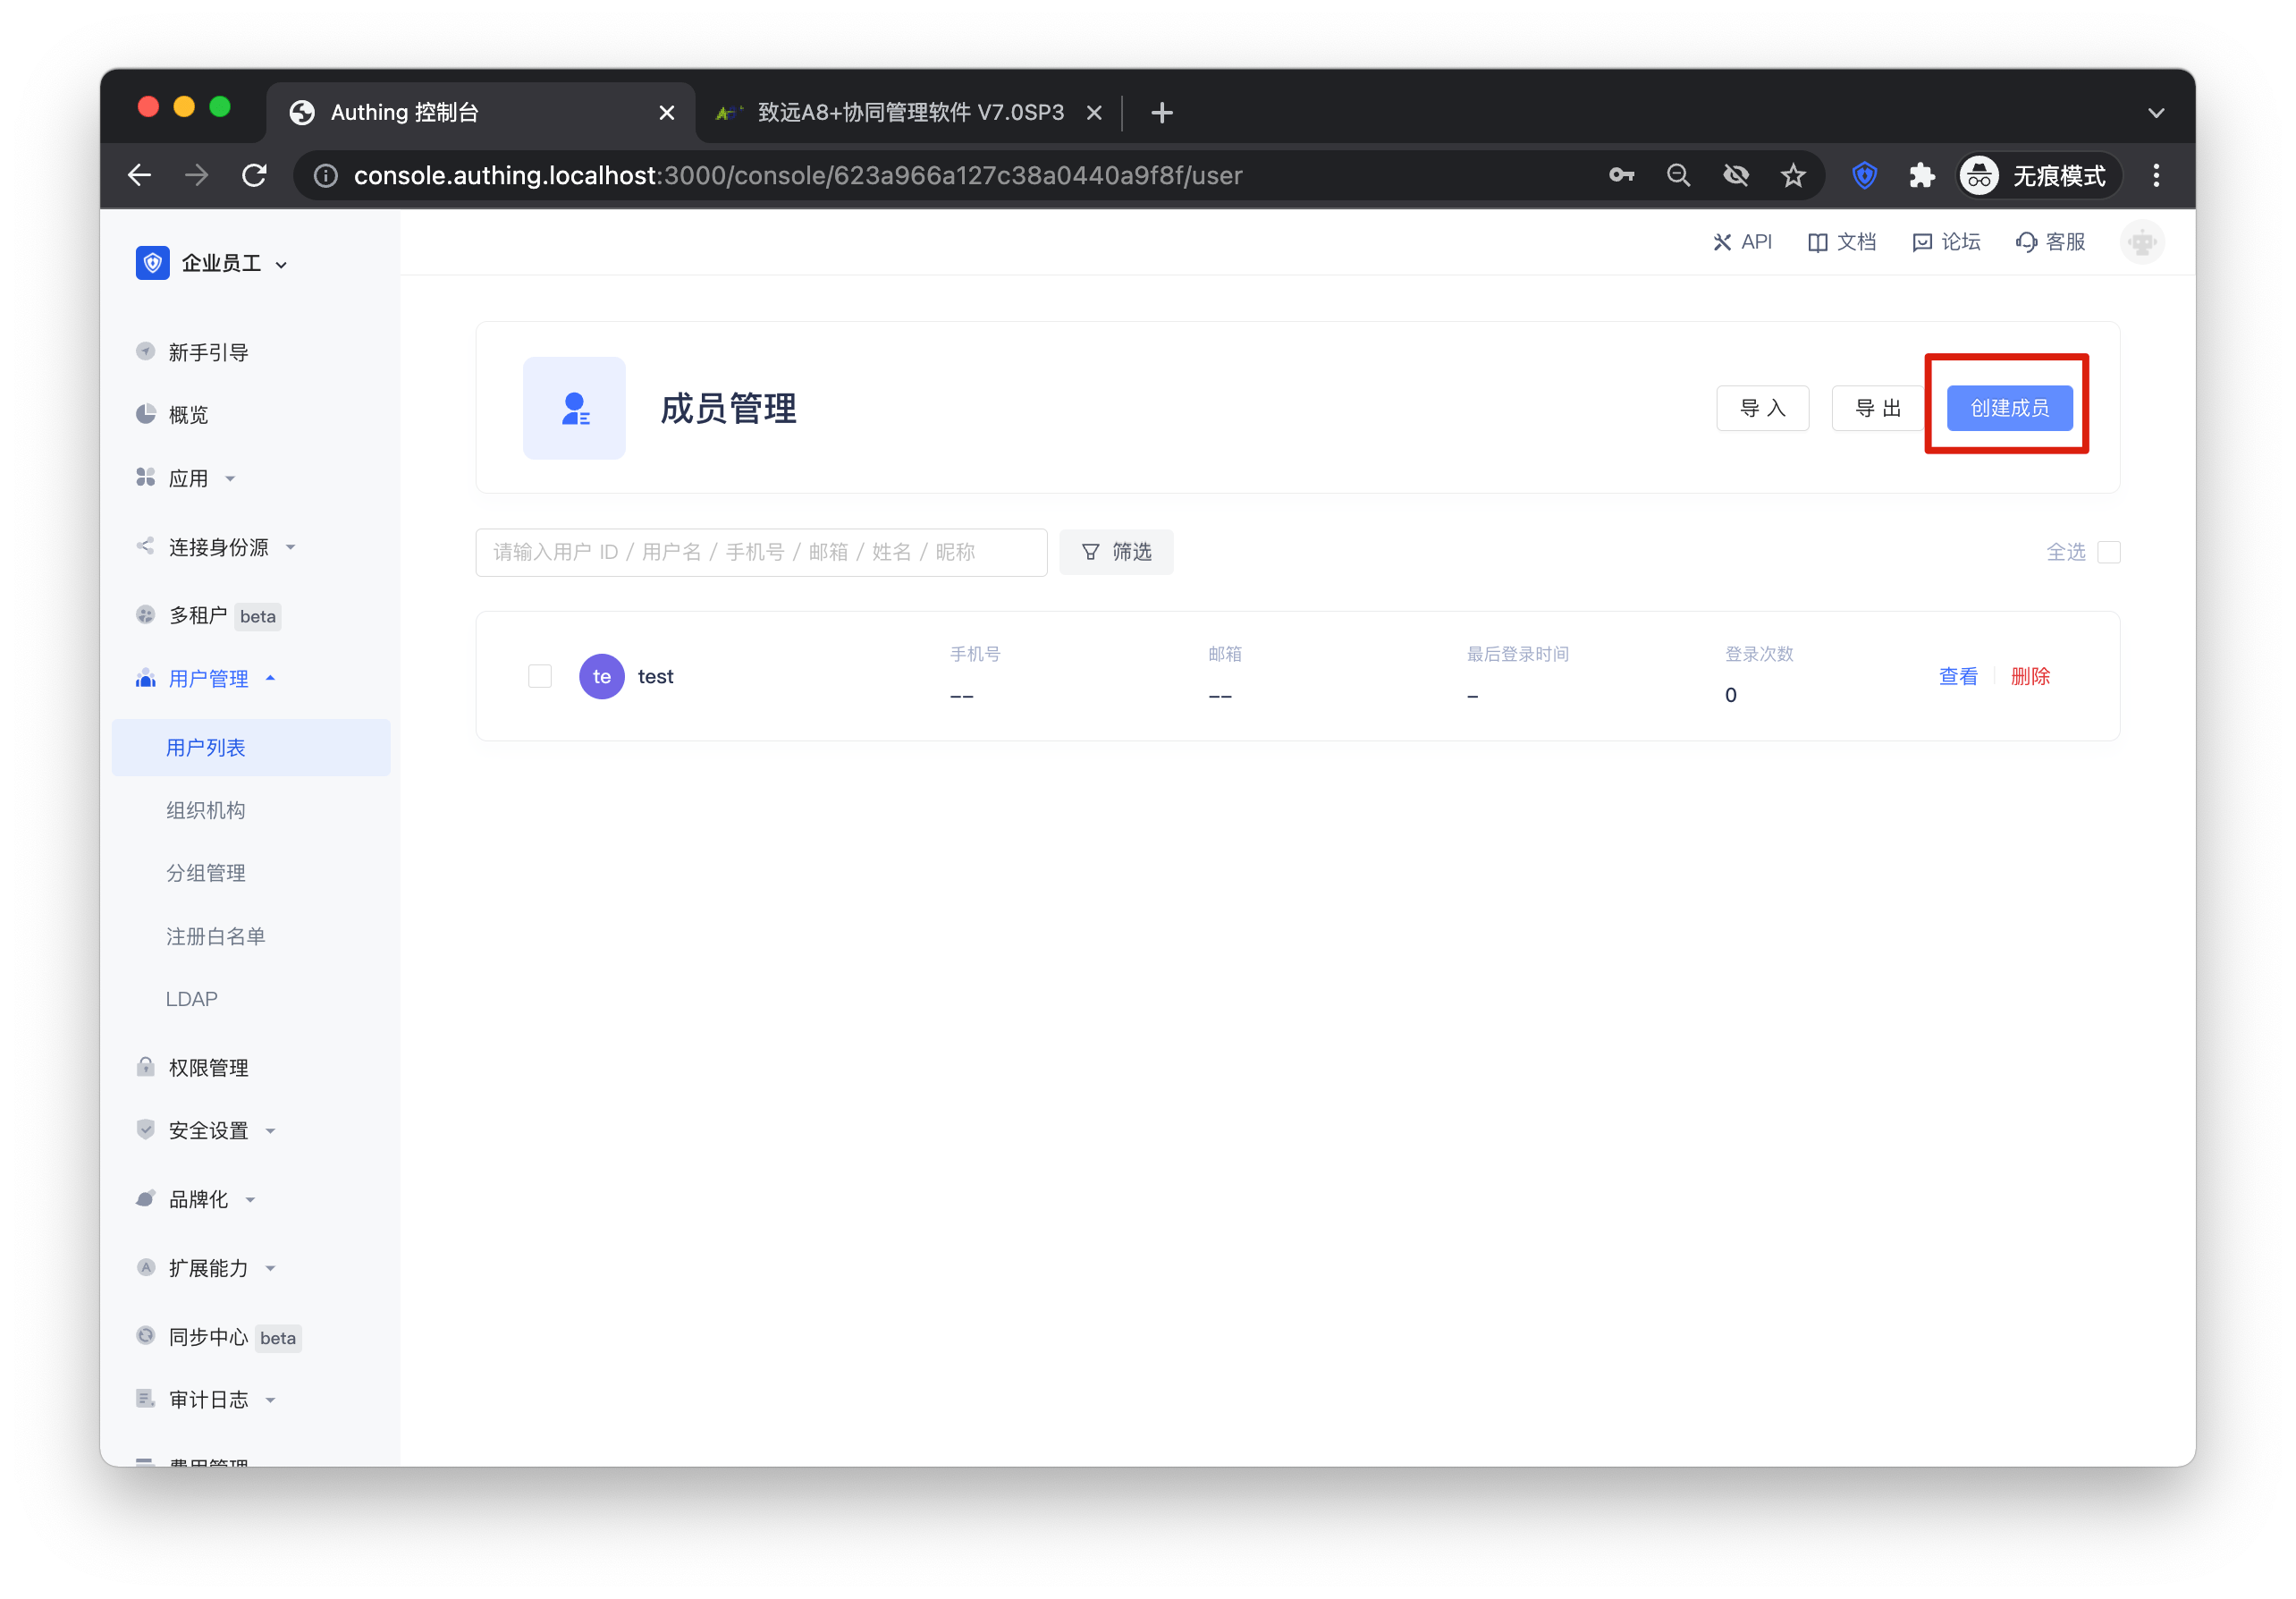 Authing 控制台
致远A8+协同管理软件 V7.0SP3
console.authing.localhost:3000/console/623a966a127c38a0440a9f8f/user
无痕模式
企业员工
API 文档 论坛 客服
新手引导
概览
应用
连接身份源
多租户 beta
用户管理
用户列表
组织机构
分组管理
注册白名单
LDAP
权限管理
安全设置
品牌化
扩展能力
同步中心 beta
审计日志
费用管理
成员管理
导 入 导 出 创建成员
请输入用户 ID / 用户名 / 手机号 / 邮箱 / 姓名 / 昵称
筛选
全选
te test
手机号 邮箱 最后登录时间 登录次数
-- -- - 0
查看 删除